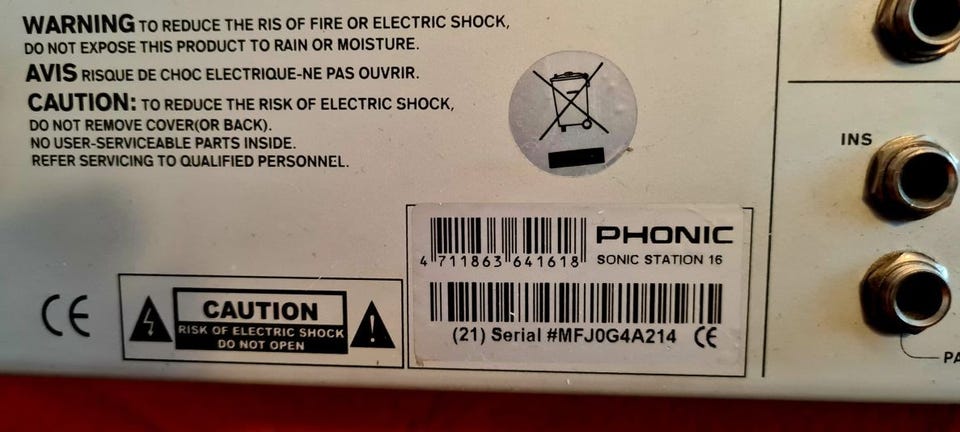 WARNING TO REDUCE THE RIS OF FIRE OR ELECTRIC SHOCK,
DO NOT EXPOSE THIS PRODUCT TO RAIN OR MOISTURE.
AVIS RISQUE DE CHOC ELECTRIQUE-NE PAS OUVRIR.
CAUTION: TO REDUCE THE RISK OF ELECTRIC SHOCK,
DO NOT REMOVE COVER(OR BACK).
NO USER-SERVICEABLE PARTS INSIDE.
REFER SERVICING TO QUALIFIED PERSONNEL.
INS
4 711863 641618
PHONIC
SONIC STATION 16
(21) Serial #MFJ0G4A214 CE
CE
CAUTION
RISK OF ELECTRIC SHOCK
DO NOT OPEN
PA